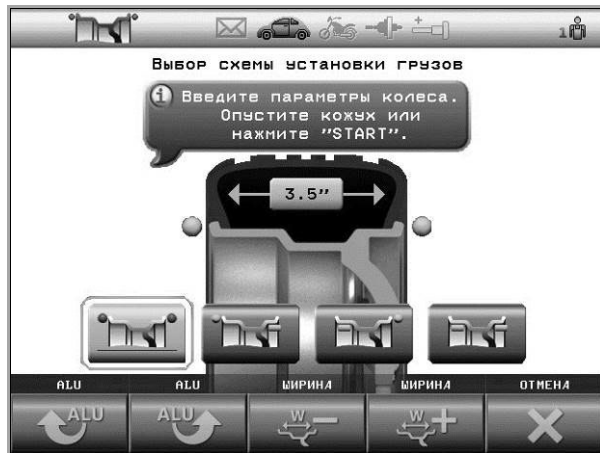 1
Выбор схемы установки грузов
i Введите параметры колеса.
Опустите кожух или
нажмите "START".
3.5"
ALU ALU ШИРИНА ШИРИНА ОТМЕНА
ALU ALU W W